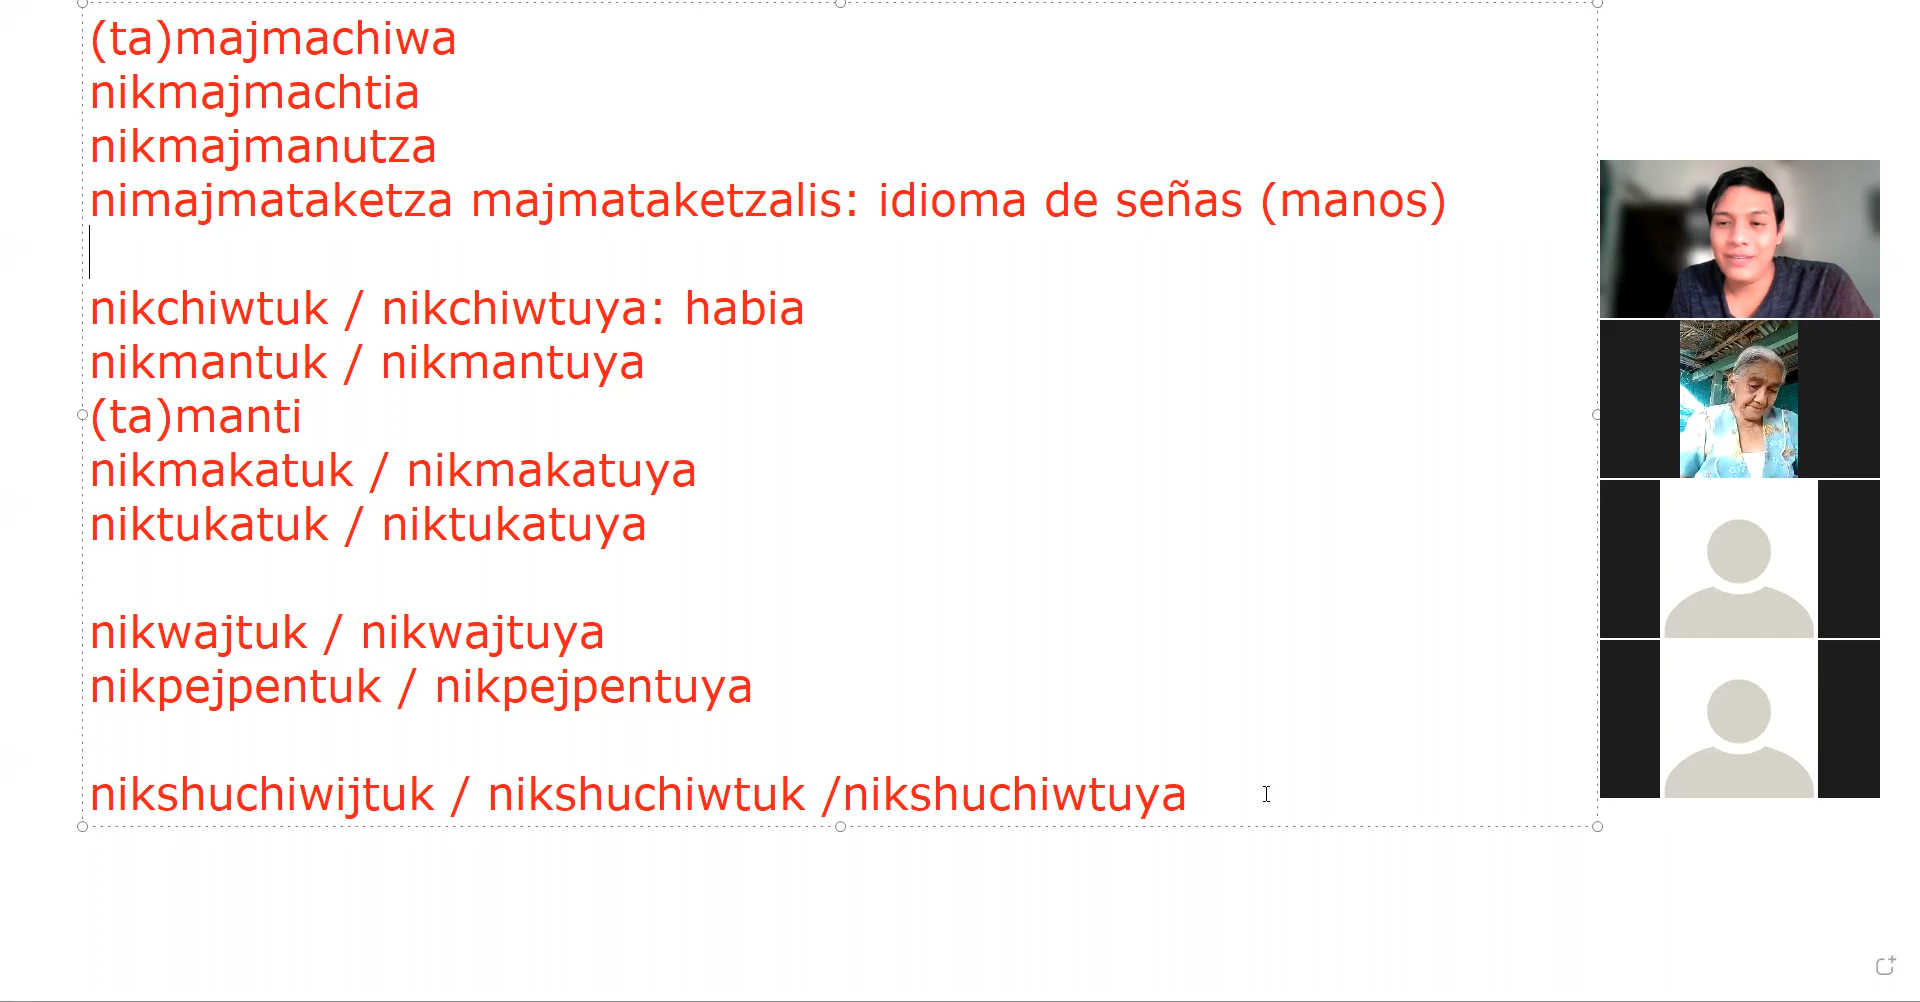 (ta)majmachiwa
nikmajmachtia
nikmajmanutza
nimajmataketza majmataketzalis: idioma de señas (manos)
nikchiwtuk / nikchiwtuya: habia
nikmantuk / nikmantuya
(ta)manti
nikmakatuk / nikmakatuya
niktukatuk / niktukatuya
nikwajtuk / nikwajtuya
nikpejpentuk / nikpejpentuya
nikshuchiwijtuk / nikshuchiwtuk /nikshuchiwtuya